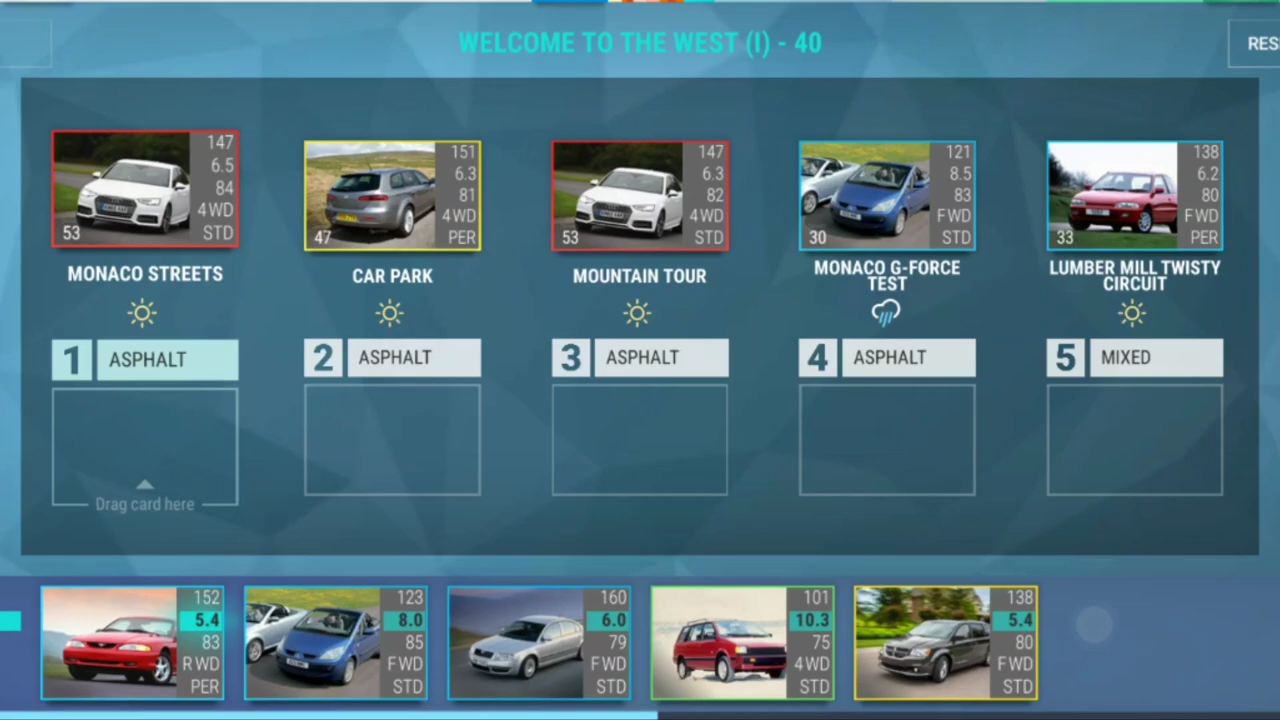 WELCOME TO THE WEST (I) - 40
RES
147
6.5
84
4WD
STD
53
151
6.3
81
4WD
PER
47
147
6.3
82
4WD
STD
53
121
8.5
83
FWD
STD
30
138
6.2
80
FWD
PER
33
MONACO STREETS
CAR PARK
MOUNTAIN TOUR
MONACO G-FORCE
TEST
LUMBER MILL TWISTY
CIRCUIT
1 ASPHALT
2 ASPHALT
3 ASPHALT
4 ASPHALT
5 MIXED
Drag card here
152
5.4
83
RWD
PER
123
8.0
85
FWD
STD
160
6.0
79
FWD
STD
101
10.3
75
4WD
STD
138
5.4
80
FWD
STD